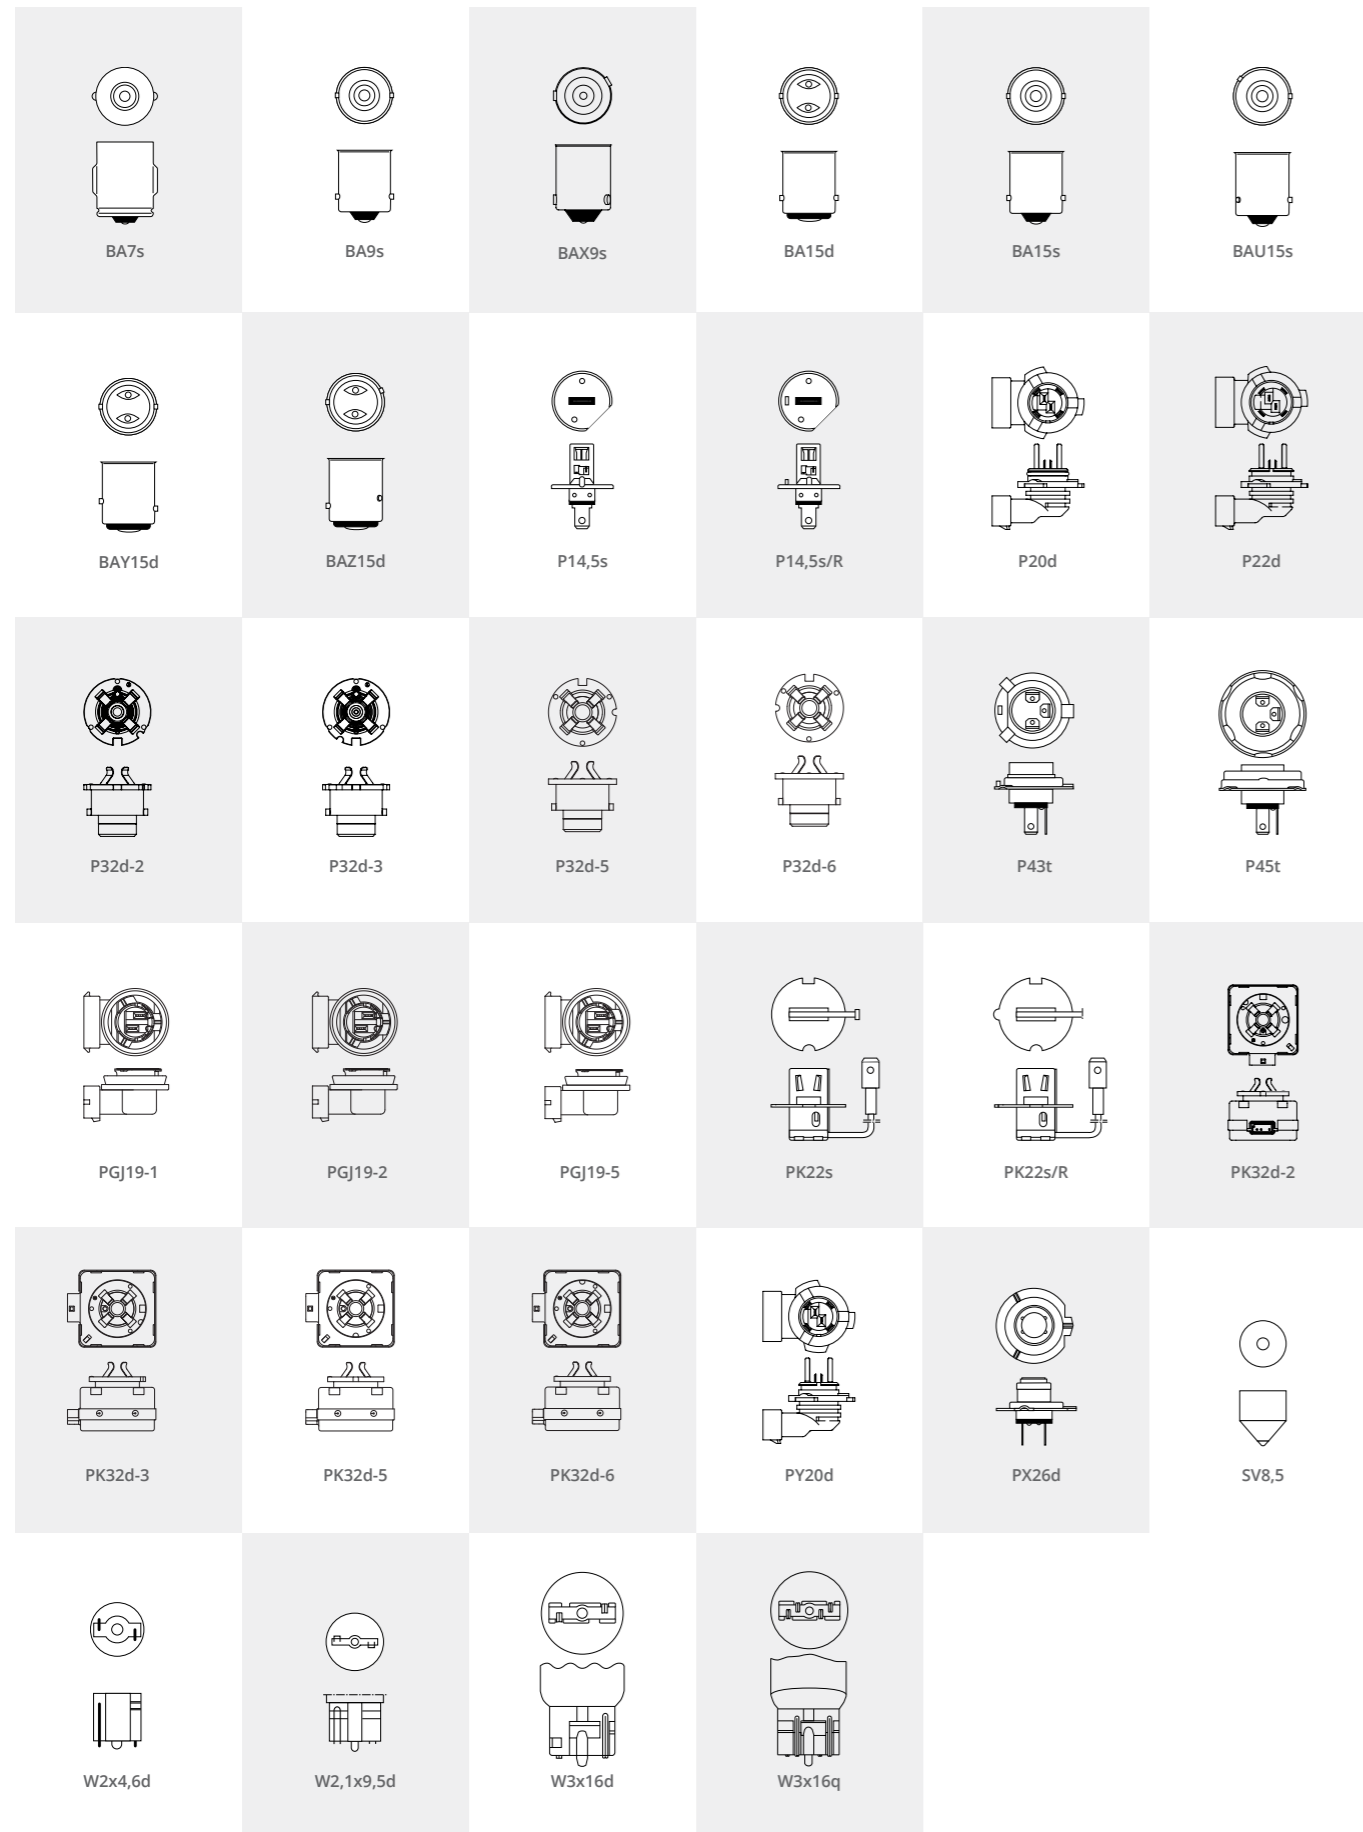 BA7s
BA9s
BAX9s
BA15d
BA15s
BAU15s
BAY15d
BAZ15d
P14,5s
P14,5s/R
P20d
P22d
P32d-2
P32d-3
P32d-5
P32d-6
P43t
P45t
PGJ19-1
PGJ19-2
PGJ19-5
PK22s
PK22s/R
PK32d-2
PK32d-3
PK32d-5
PK32d-6
PY20d
PX26d
SV8,5
W2x4,6d
W2,1x9,5d
W3x16d
W3x16q